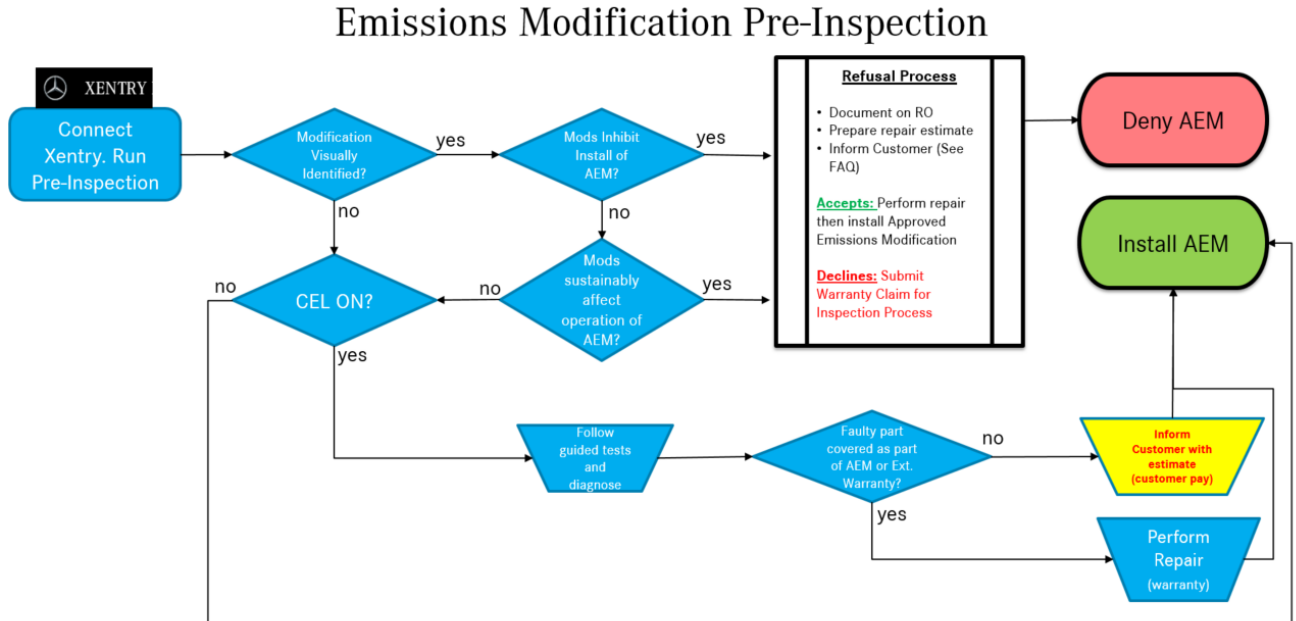 Emissions Modification Pre-Inspection
XENTRY
Connect
Xentry. Run
Pre-Inspection
Modification
Visually
Identified?
yes
no
Mods Inhibit
Install of
AEM?
yes
no
Refusal Process
• Document on RO
• Prepare repair estimate
• Inform Customer (See
FAQ)
Accepts: Perform repair
then install Approved
Emissions Modification
Declines: Submit
Warranty Claim for
Inspection Process
Deny AEM
Install AEM
no
CEL ON?
yes
no
Mods
sustainably
affect
operation of
AEM?
yes
Follow
guided tests
and
diagnose
Faulty part
covered as part
of AEM or Ext.
Warranty?
no
yes
Inform
Customer with
estimate
(customer pay)
Perform
Repair
(warranty)